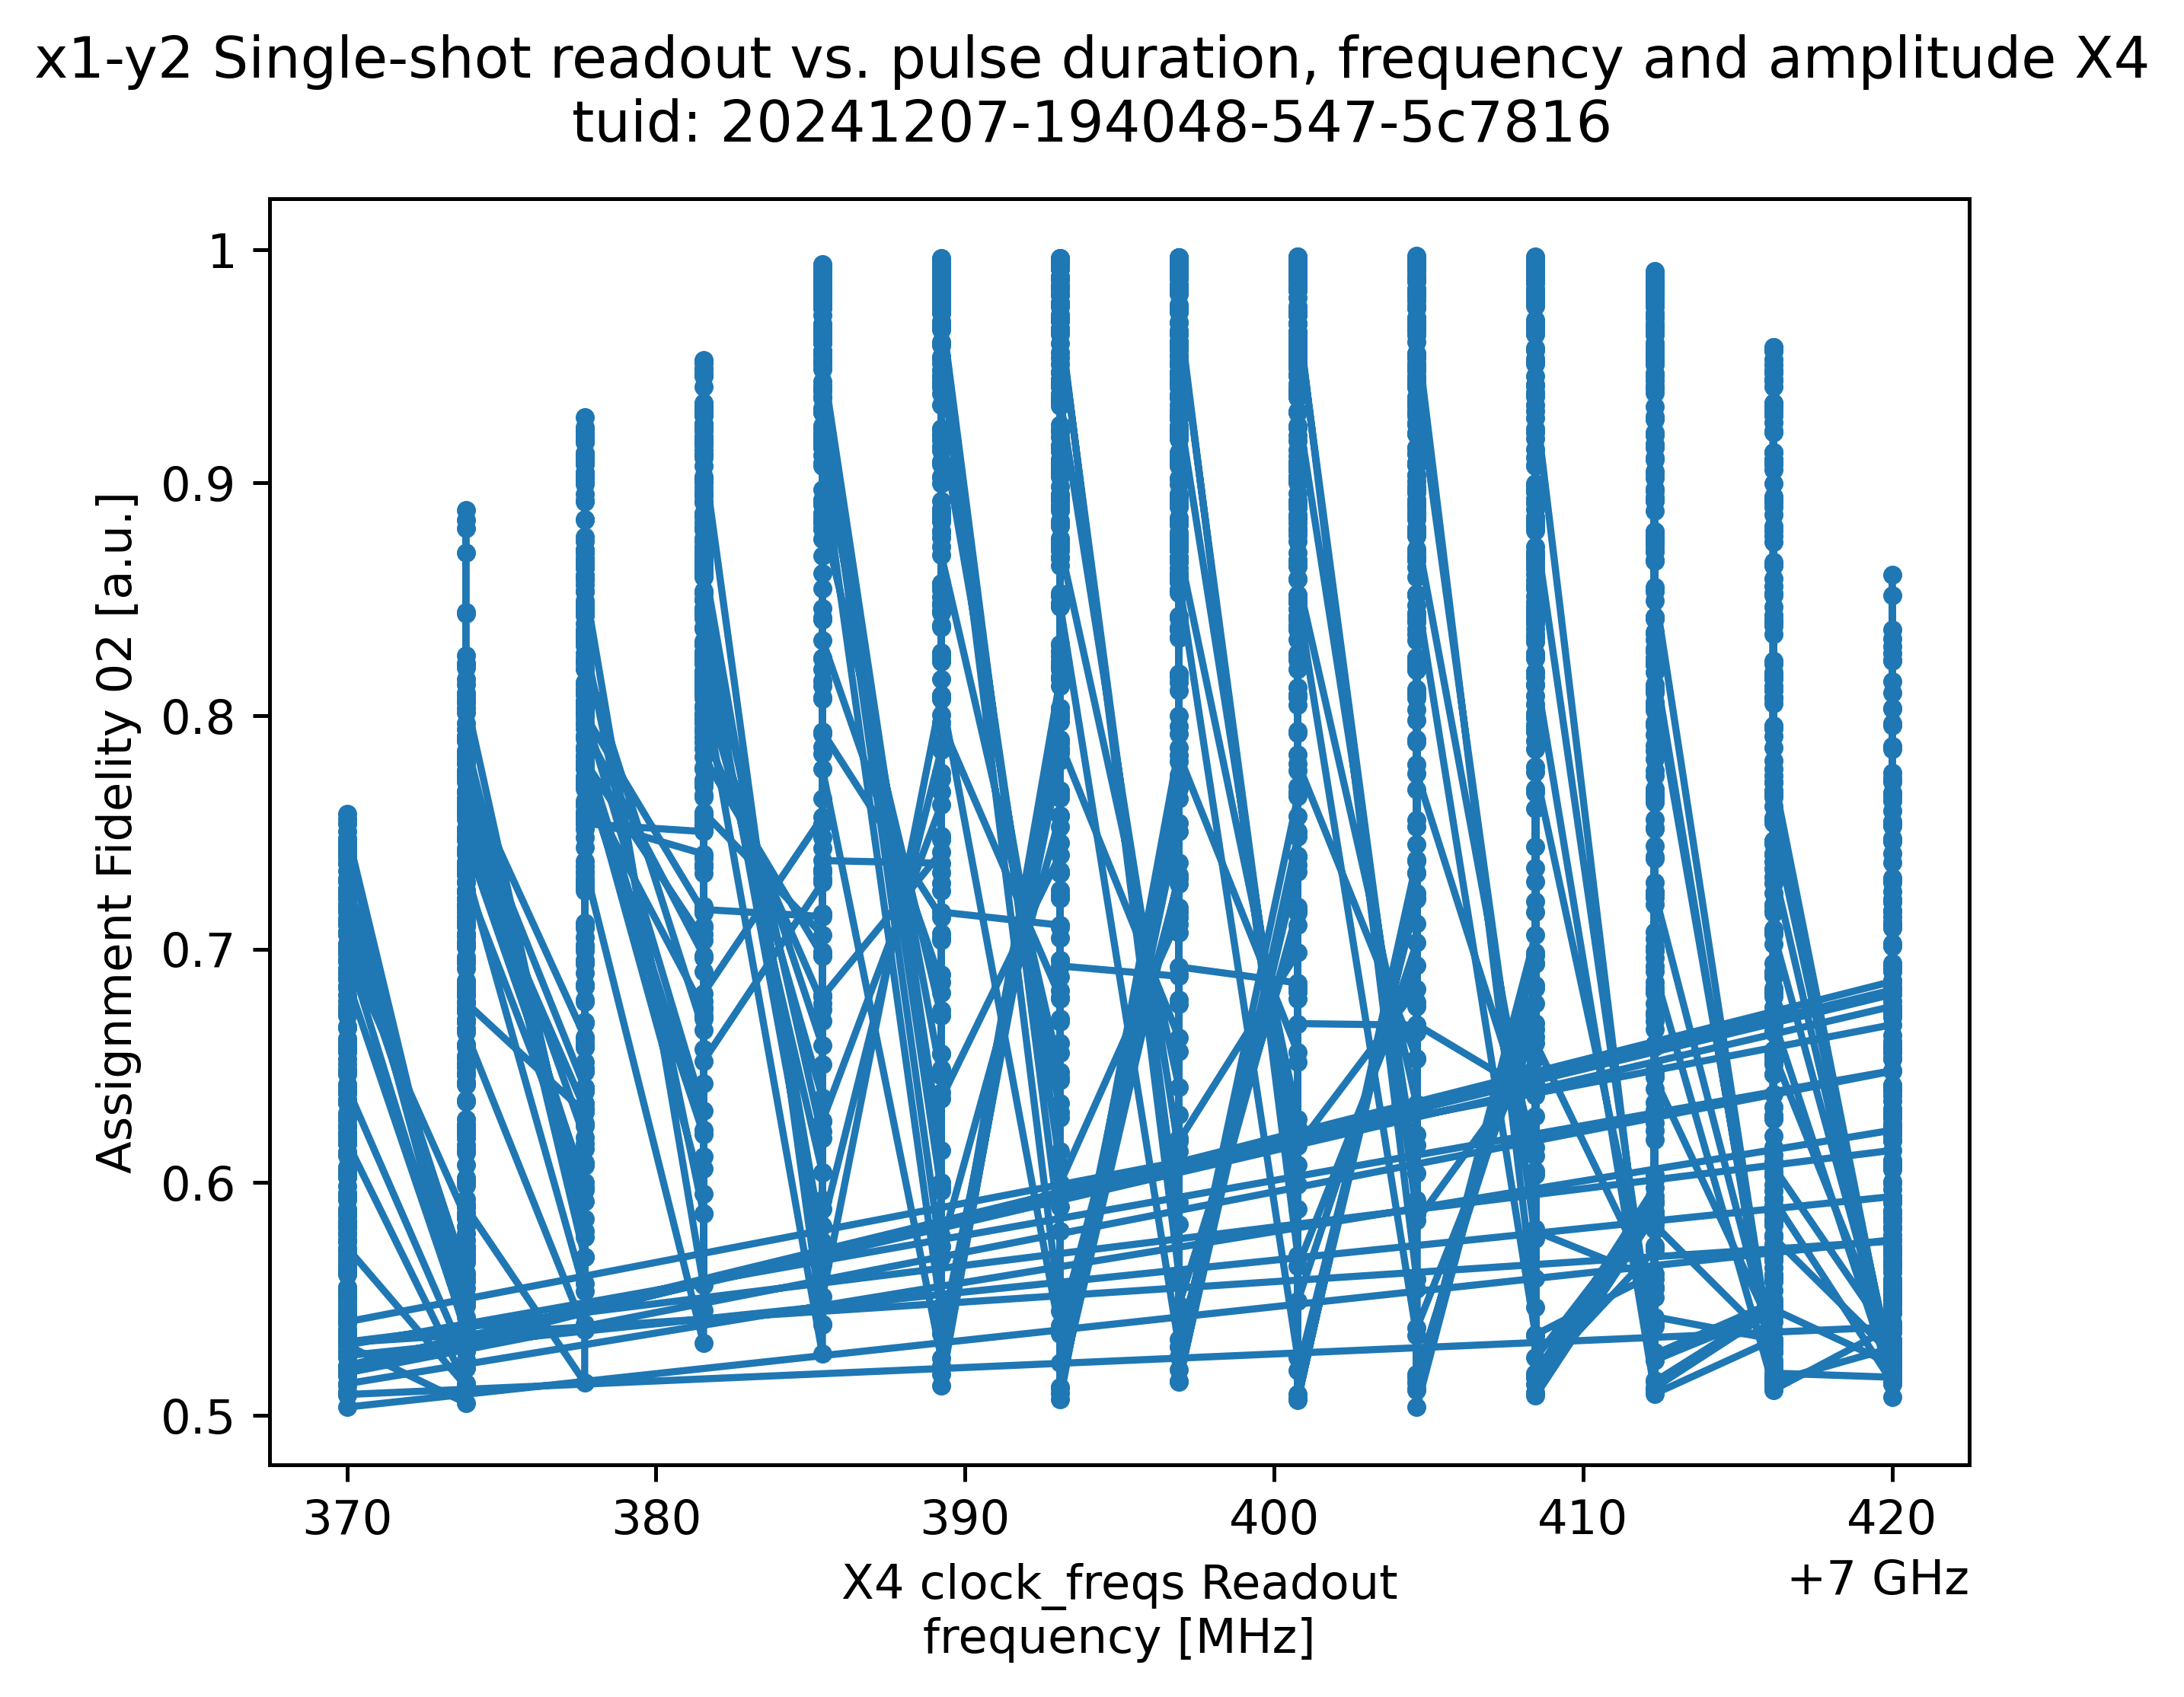 x1-y2 Single-shot readout vs. pulse duration, frequency and amplitude X4
tuid: 20241207-194048-547-5c7816
1
0.9
0.8
0.7
0.6
0.5
Assignment Fidelity 02 [a.u.]
370 380 390 400 410 420
+7 GHz
X4 clock_freqs Readout
frequency [MHz]